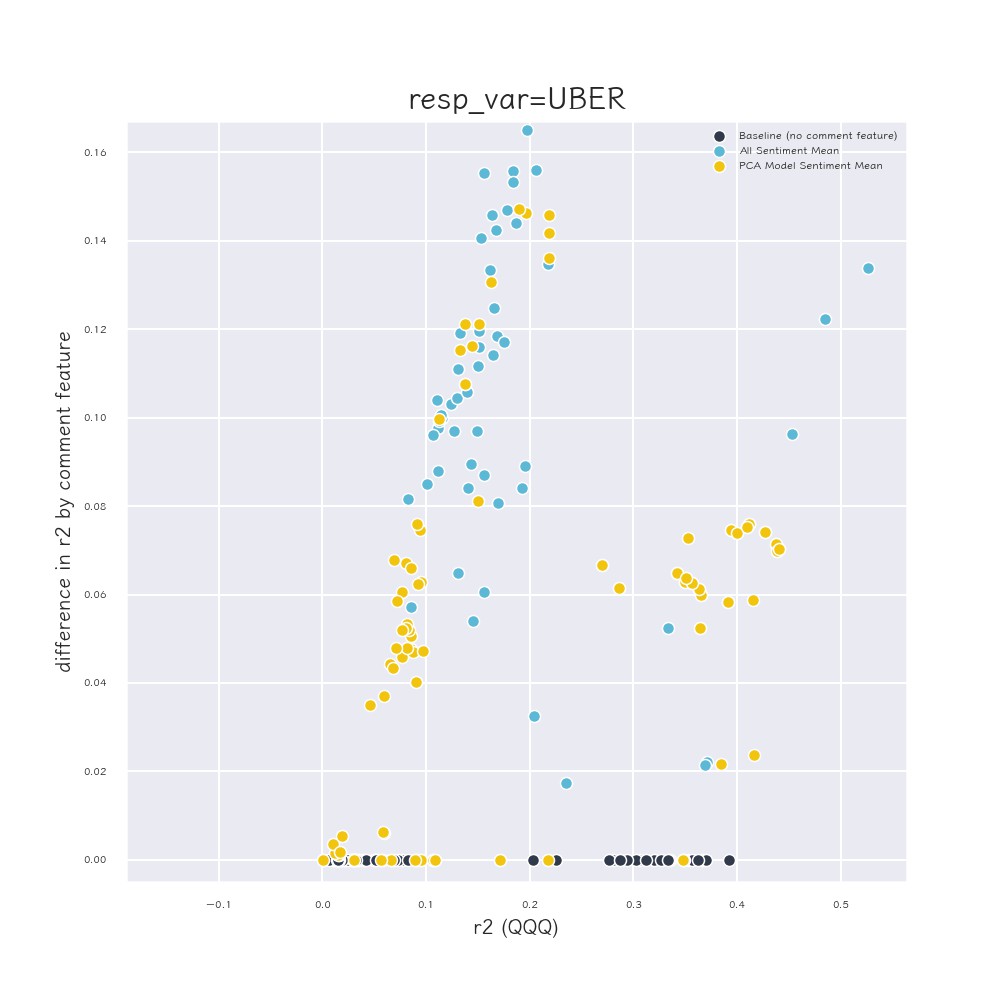 resp_var=UBER
Baseline (no comment feature)
All Sentiment Mean
PCA Model Sentiment Mean
difference in r2 by comment feature
0.16
0.14
0.12
0.10
0.08
0.06
0.04
0.02
0.00
−0.1 0.0 0.1 0.2 0.3 0.4 0.5
r2 (QQQ)